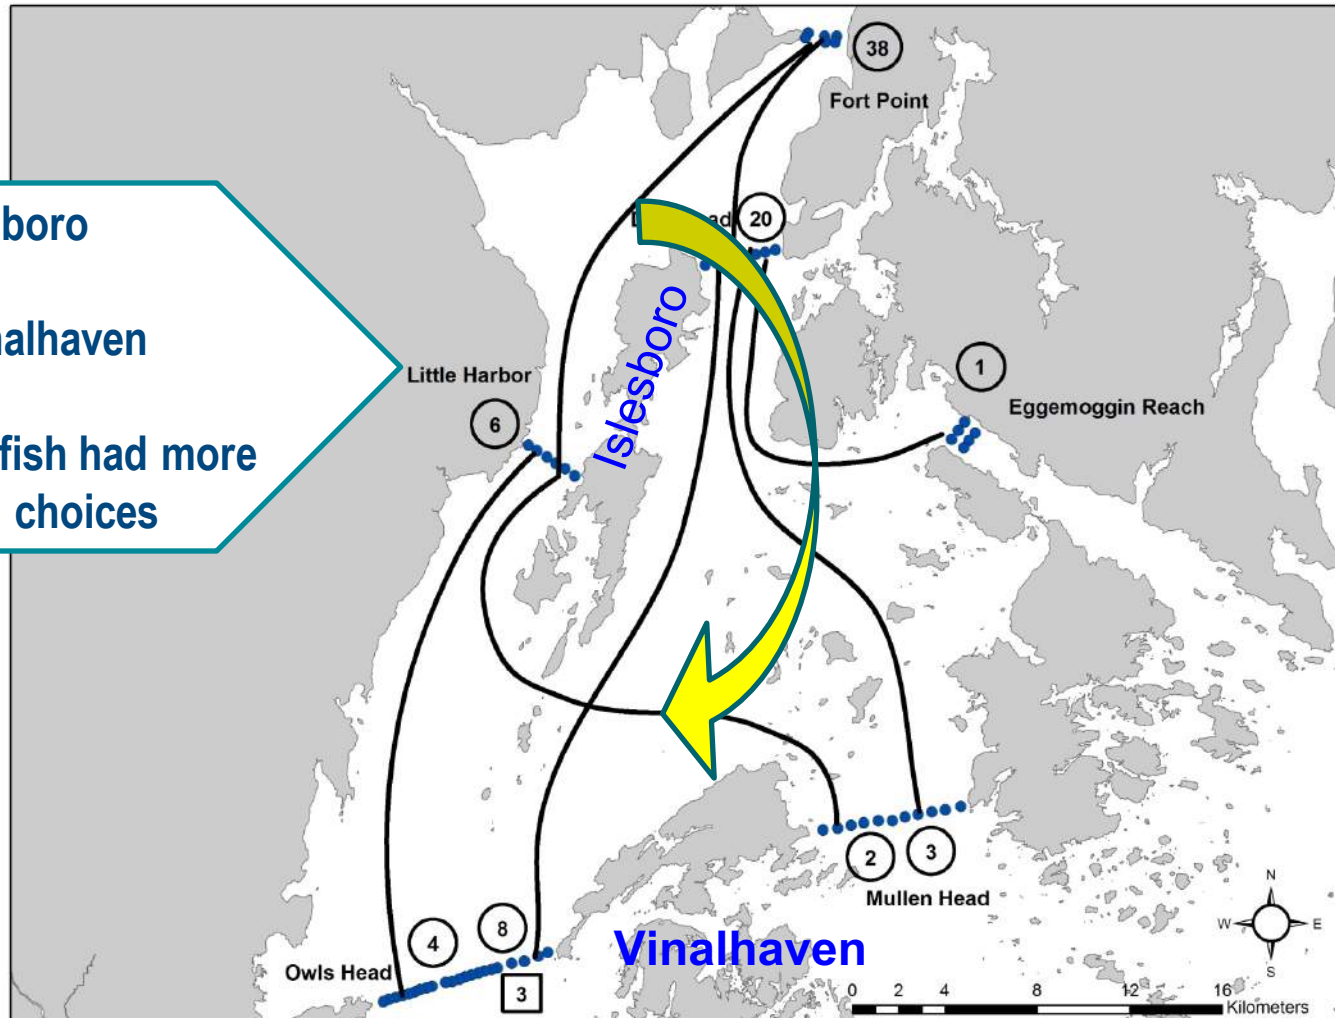 38
Fort Point
20
boro
nalhaven
fish had more
choices
Islesboro
Little Harbor
6
1
Eggemoggin Reach
2
3
Mullen Head
4
8
3
Owls Head
Vinalhaven
N
W
E
S
0 2 4 8 12 16
Kilometers